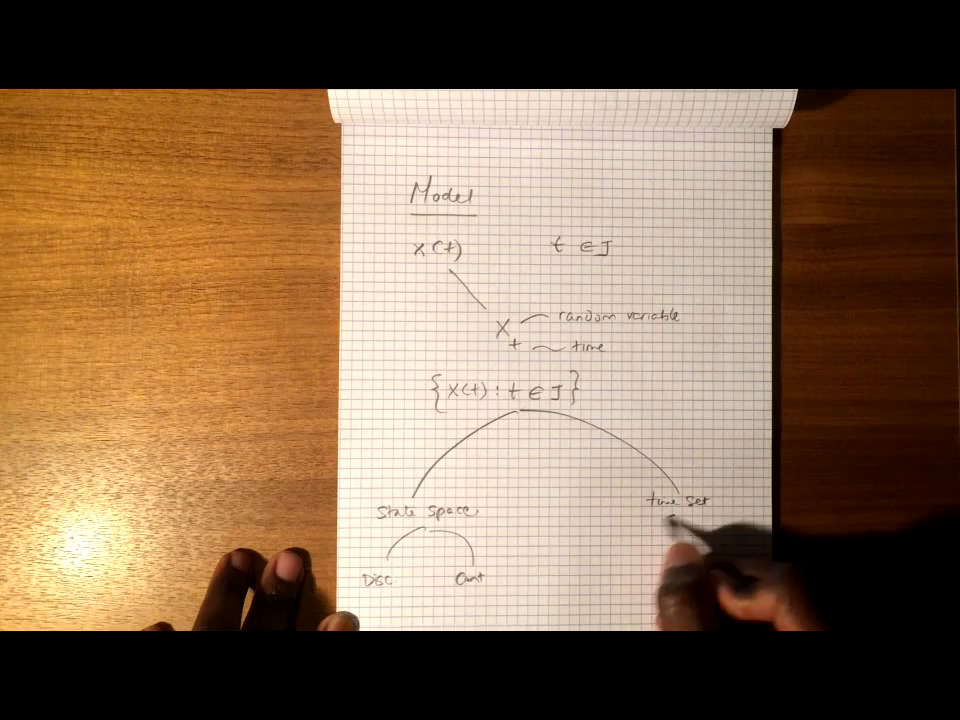 Model
X(t) t ∈ J
X random variable
t time
{X(t) : t ∈ J}
State Space time set
Disc Cont